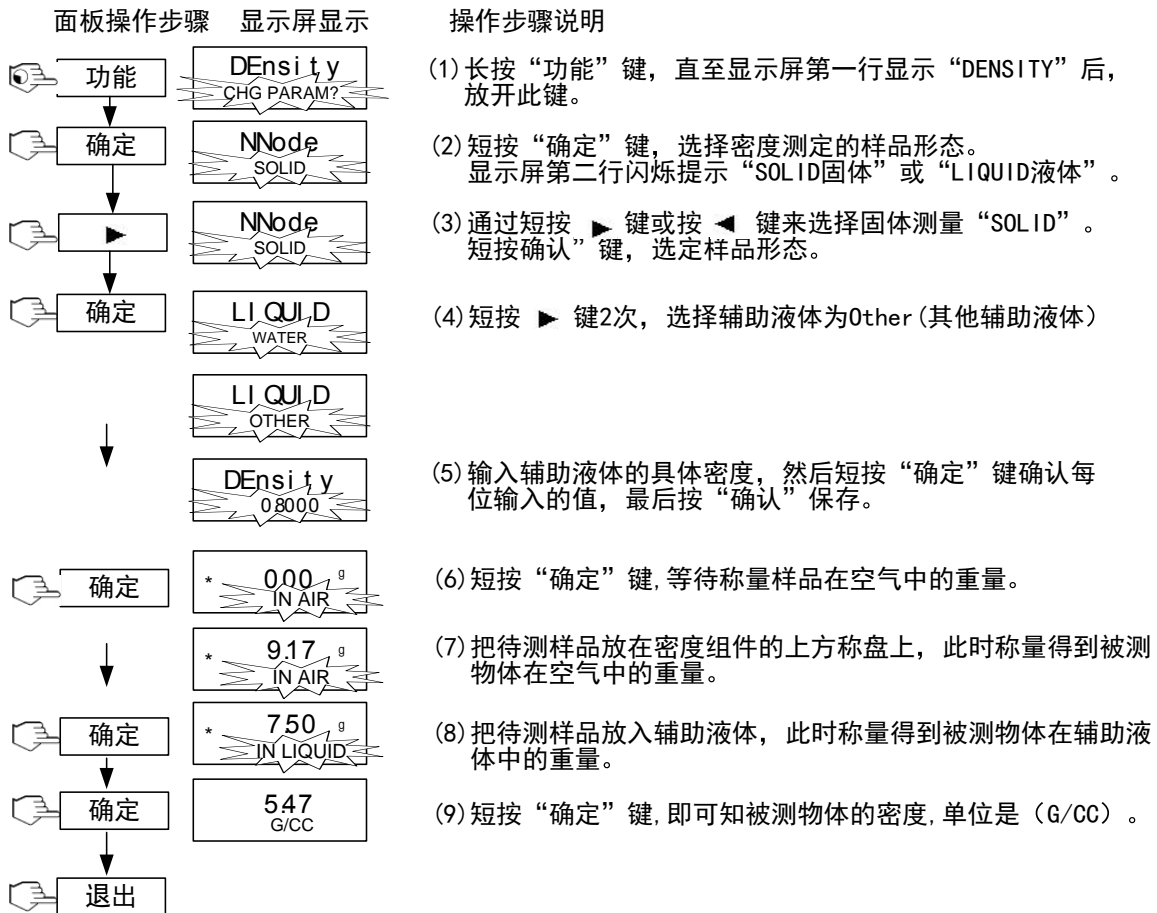 面板操作步骤 显示屏显示 操作步骤说明
功能
DEnsity
CHG PARAM?
(1)长按“功能”键，直至显示屏第一行显示“DENSITY”后，
放开此键。
确定
NNode
SOLID
(2)短按“确定”键，选择密度测定的样品形态。
显示屏第二行闪烁提示“SOLID固体”或“LIQUID液体”。
►
NNode
SOLID
(3)通过短按 ► 键或按 ◄ 键来选择固体测量“SOLID”。
短按确认”键，选定样品形态。
确定
LIQUID
WATER
(4)短按 ► 键2次，选择辅助液体为Other(其他辅助液体）
LIQUID
OTHER
DEnsity
0.8000
(5)输入辅助液体的具体密度，然后短按“确定”键确认每
位输入的值，最后按“确认”保存。
确定
* 0.00 g
IN AIR
(6)短按“确定”键,等待称量样品在空气中的重量。
* 9.17 g
IN AIR
(7)把待测样品放在密度组件的上方称盘上，此时称量得到被测
物体在空气中的重量。
确定
* 7.50 g
IN LIQUID
(8)把待测样品放入辅助液体，此时称量得到被测物体在辅助液
体中的重量。
确定
5.47
G/CC
(9)短按“确定”键,即可知被测物体的密度,单位是（G/CC）。
退出